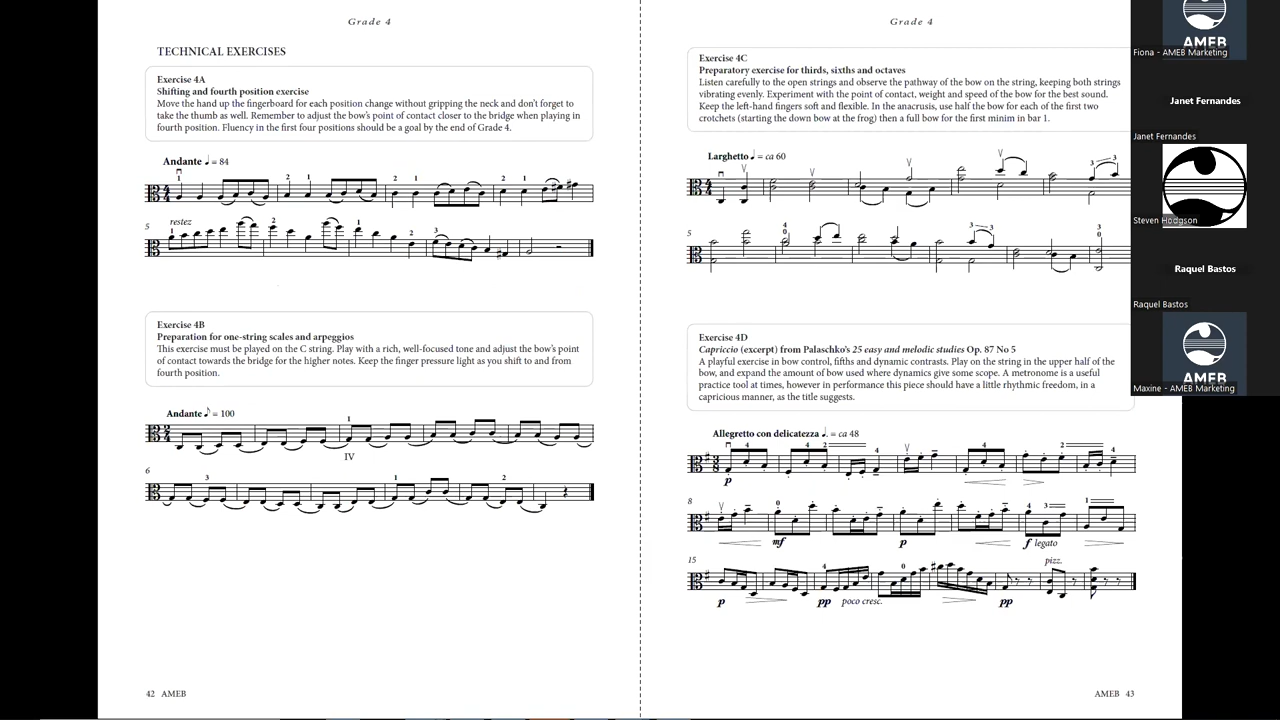 Grade 4
TECHNICAL EXERCISES
Exercise 4A
Shifting and fourth position exercise
Move the hand up the fingerboard for each position change without gripping the neck and don't forget to
take the thumb as well. Remember to adjust the bow's point of contact closer to the bridge when playing in
fourth position. Fluency in the first four positions should be a goal by the end of Grade 4.
Andante ♩ = 84
5
restez
Exercise 4B
Preparation for one-string scales and arpeggios
This exercise must be played on the C string. Play with a rich, well-focused tone and adjust the bow's point
of contact towards the bridge for the higher notes. Keep the finger pressure light as you shift to and from
fourth position.
Andante ♪ = 100
IV
6
42 AMEB
Grade 4
Exercise 4C
Preparatory exercise for thirds, sixths and octaves
Listen carefully to the open strings and observe the pathway of the bow on the string, keeping both strings
vibrating evenly. Experiment with the point of contact, weight and speed of the bow for the best sound.
Keep the left-hand fingers soft and flexible. In the anacrusis, use half the bow for each of the first two
crotchets (starting the down bow at the frog) then a full bow for the first minim in bar 1.
Larghetto ♩ = ca 60
5
Exercise 4D
Capriccio (excerpt) from Palaschko's 25 easy and melodic studies Op. 87 No 5
A playful exercise in bow control, fifths and dynamic contrasts. Play on the string in the upper half of the
bow, and expand the amount of bow used where dynamics give some scope. A metronome is a useful
practice tool at times, however in performance this piece should have a little rhythmic freedom, in a
capricious manner, as the title suggests.
Allegretto con delicatezza ♩. = ca 48
p
8
mf p f legato
15
pizz.
p pp poco cresc. pp
AMEB 43
AMEB
Fiona - AMEB Marketing
Janet Fernandes
Janet Fernandes
Steven Hodgson
Raquel Bastos
Raquel Bastos
AMEB
Maxine - AMEB Marketing